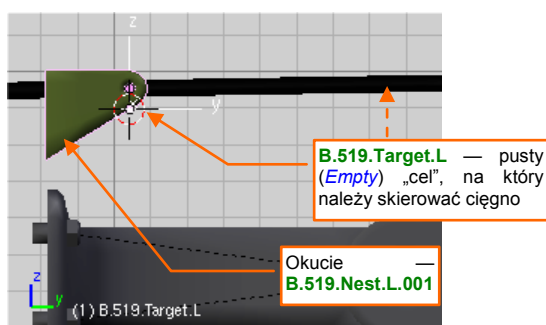 z
y
B.519.Target.L — pusty
(Empty) „cel”, na który
należy skierować cięgno
Okucie —
B.519.Nest.L.001
z
y
(1) B.519.Target.L